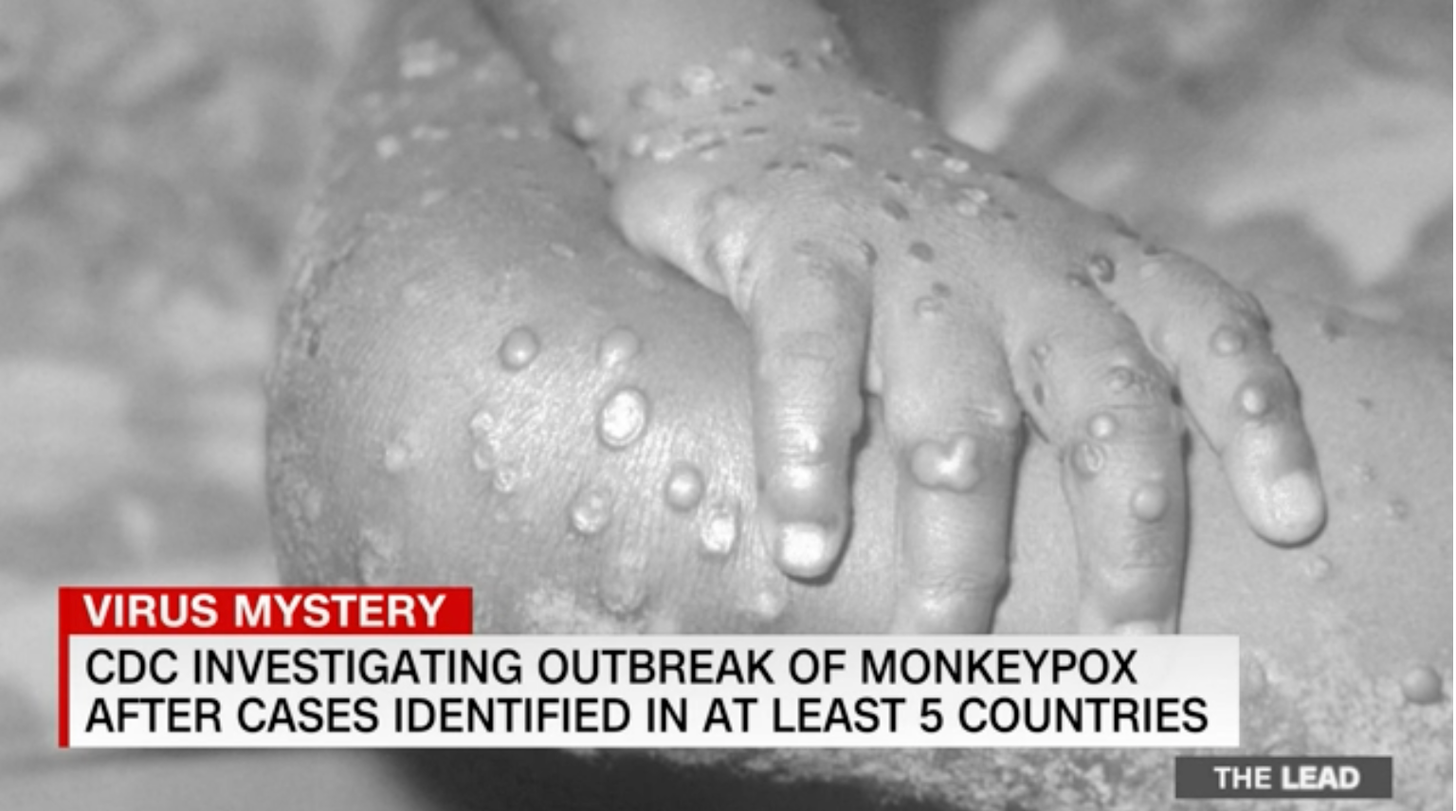 VIRUS MYSTERY
CDC INVESTIGATING OUTBREAK OF MONKEYPOX
AFTER CASES IDENTIFIED IN AT LEAST 5 COUNTRIES
THE LEAD